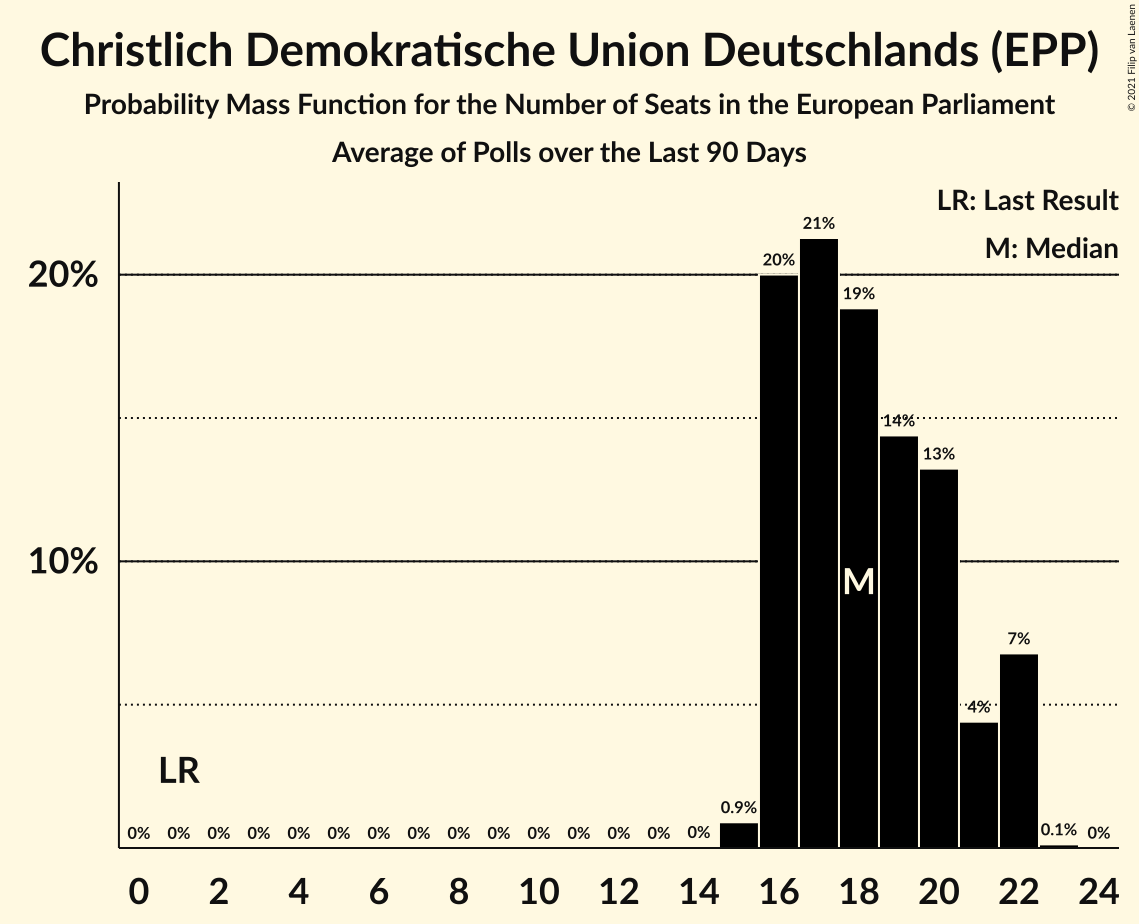 Christlich Demokratische Union Deutschlands (EPP)
Probability Mass Function for the Number of Seats in the European Parliament
Average of Polls over the Last 90 Days
© 2021 Filip van Laenen
LR: Last Result
M: Median
20%
10%
LR
M
0% 0% 0% 0% 0% 0% 0% 0% 0% 0% 0% 0% 0% 0% 0% 0.9% 20% 21% 19% 14% 13% 4% 7% 0.1% 0%
0 2 4 6 8 10 12 14 16 18 20 22 24